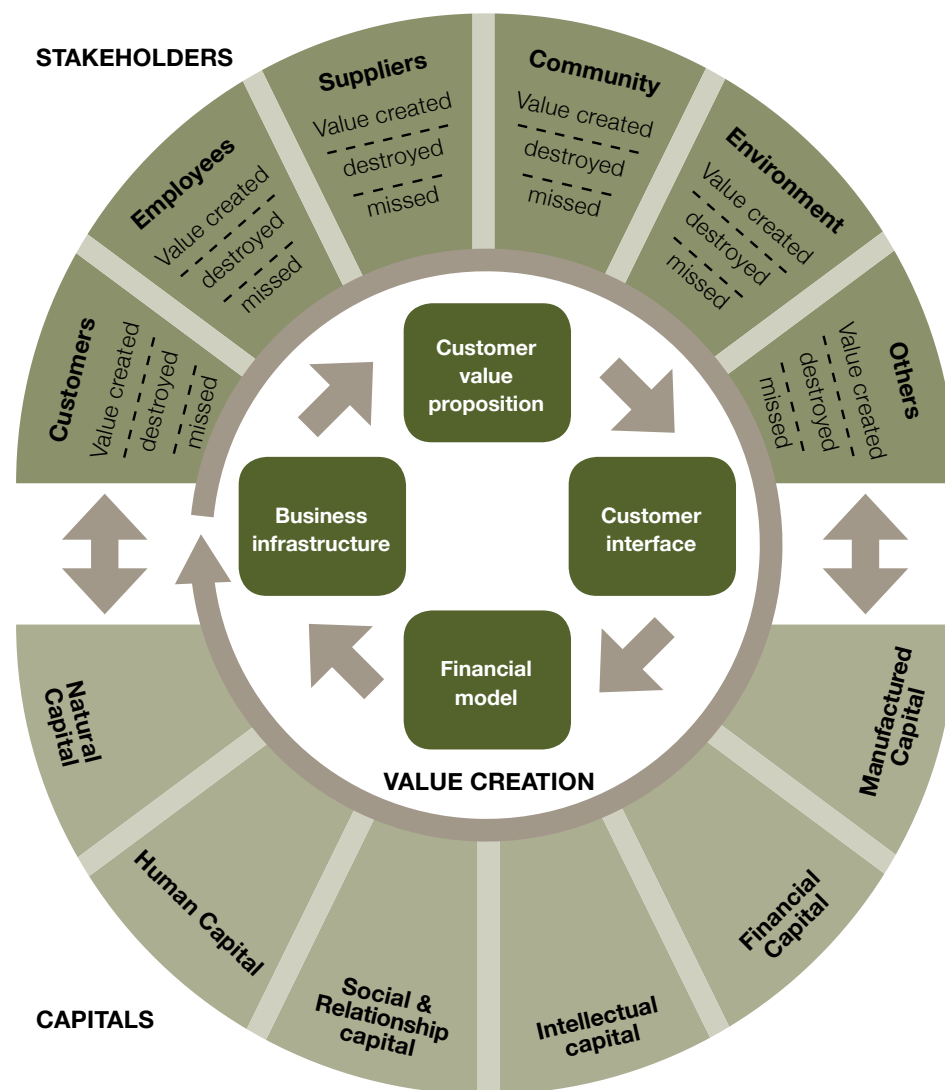 STAKEHOLDERS
Customers
Value created
destroyed
missed
Employees
Value created
destroyed
missed
Suppliers
Value created
destroyed
missed
Community
Value created
destroyed
missed
Environment
Value created
destroyed
missed
Others
Value created
destroyed
missed
Customer
value
proposition
Business
infrastructure
Customer
interface
Financial
model
VALUE CREATION
Natural
Capital
Human Capital
Social &
Relationship
capital
Intellectual
capital
Financial
Capital
Manufactured
Capital
CAPITALS